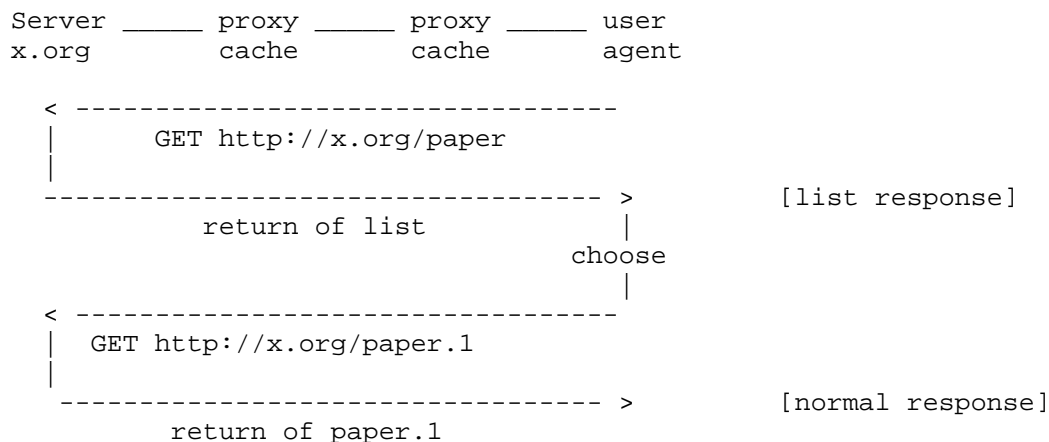 Server _____ proxy _____ proxy _____ user
x.org        cache       cache       agent
< ----------------------------------
|      GET http://x.org/paper
|
----------------------------------- >         [list response]
return of list            |
choose
|
< ----------------------------------
|  GET http://x.org/paper.1
|
---------------------------------- >         [normal response]
return of paper.1